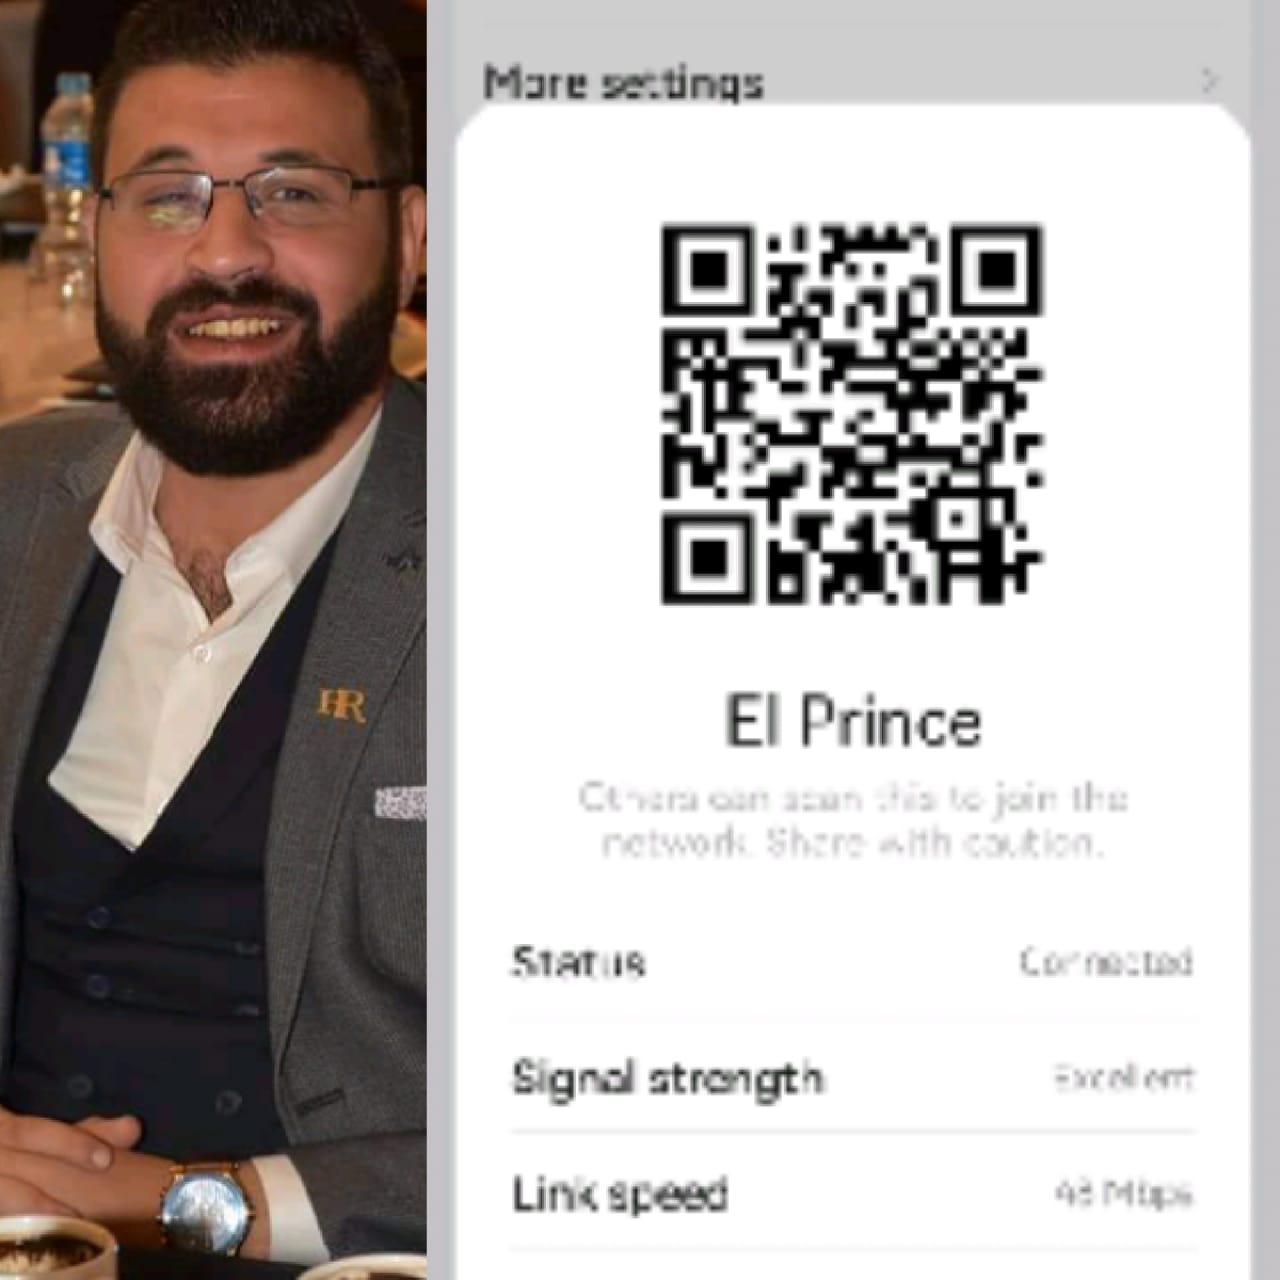 HR
More settings
El Prince
Others can scan this to join the
network. Share with caution.
Status
Connected
Signal strength
Excellent
Link speed
48 Mbps